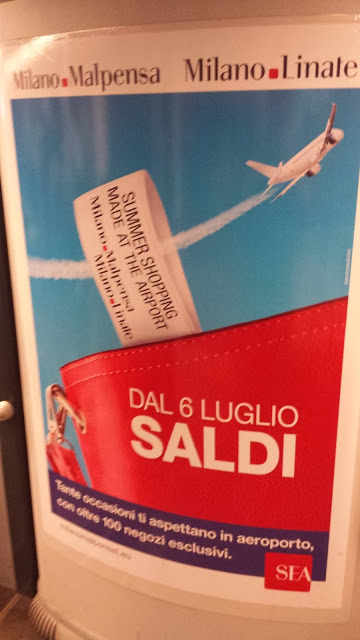 Milano Malpensa Milano Linate
SUMMER SHOPPING
MADE AT THE AIRPORT
Milano Malpensa
Milano Linate
DAL 6 LUGLIO
SALDI
Tante occasioni ti aspettano in aeroporto,
con oltre 100 negozi esclusivi.
SEA